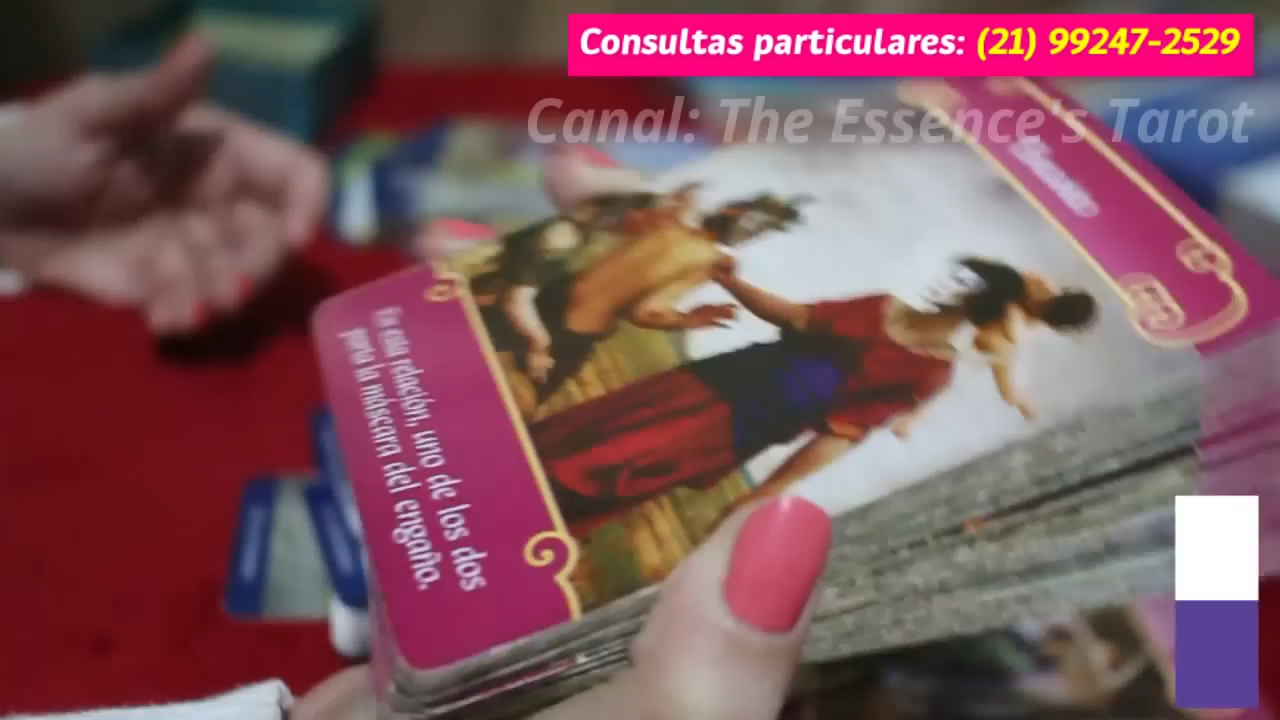 Consultas particulares: (21) 99247-2529
Canal: The Essence's Tarot
En esta relación, uno de los dos
porta la máscara del engaño.